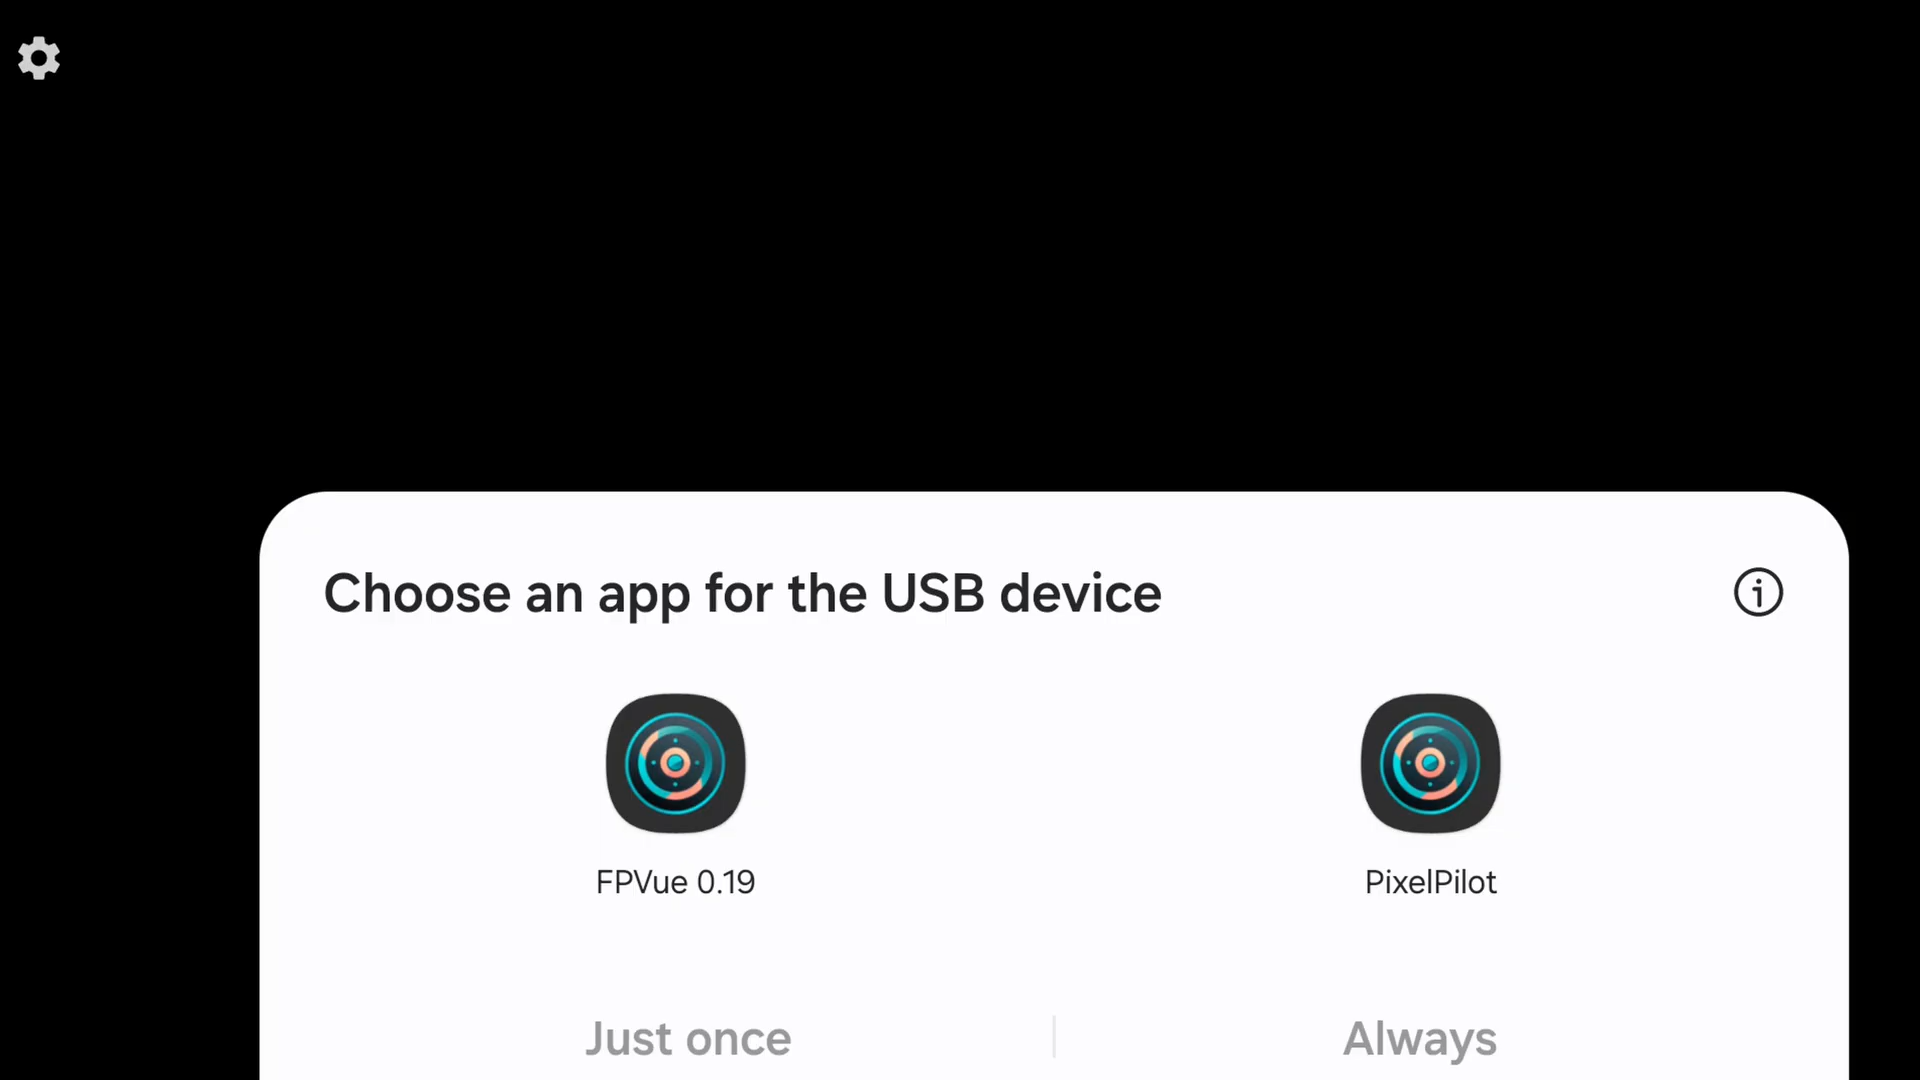 Choose an app for the USB device
FPVue 0.19
PixelPilot
Just once
Always